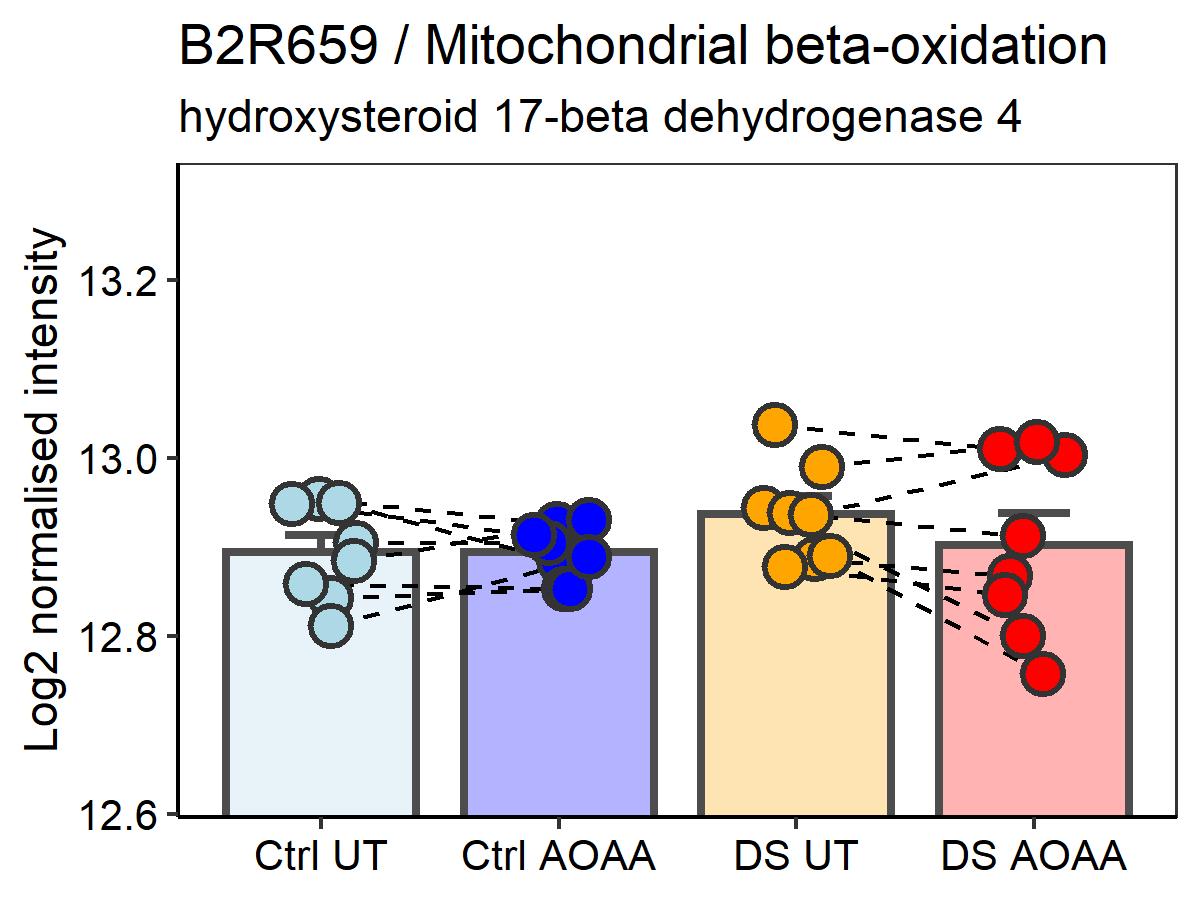 B2R659 / Mitochondrial beta-oxidation
hydroxysteroid 17-beta dehydrogenase 4
Log2 normalised intensity
13.2
13.0
12.8
12.6
Ctrl UT
Ctrl AOAA
DS UT
DS AOAA